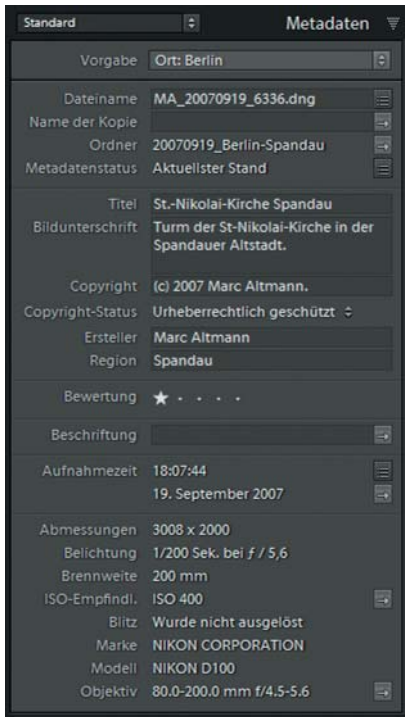 Standard Metadaten
Vorgabe Ort: Berlin
Dateiname MA_20070919_6336.dng
Name der Kopie
Ordner 20070919_Berlin-Spandau
Metadatenstatus Aktuellster Stand
Titel St.-Nikolai-Kirche Spandau
Bildunterschrift Turm der St-Nikolai-Kirche in der
Spandauer Altstadt.
Copyright (c) 2007 Marc Altmann.
Copyright-Status Urheberrechtlich geschützt
Ersteller Marc Altmann
Region Spandau
Bewertung
Beschriftung
Aufnahmezeit 18:07:44
19. September 2007
Abmessungen 3008 x 2000
Belichtung 1/200 Sek. bei ƒ / 5,6
Brennweite 200 mm
ISO-Empfindl. ISO 400
Blitz Wurde nicht ausgelöst
Marke NIKON CORPORATION
Modell NIKON D100
Objektiv 80.0-200.0 mm f/4.5-5.6